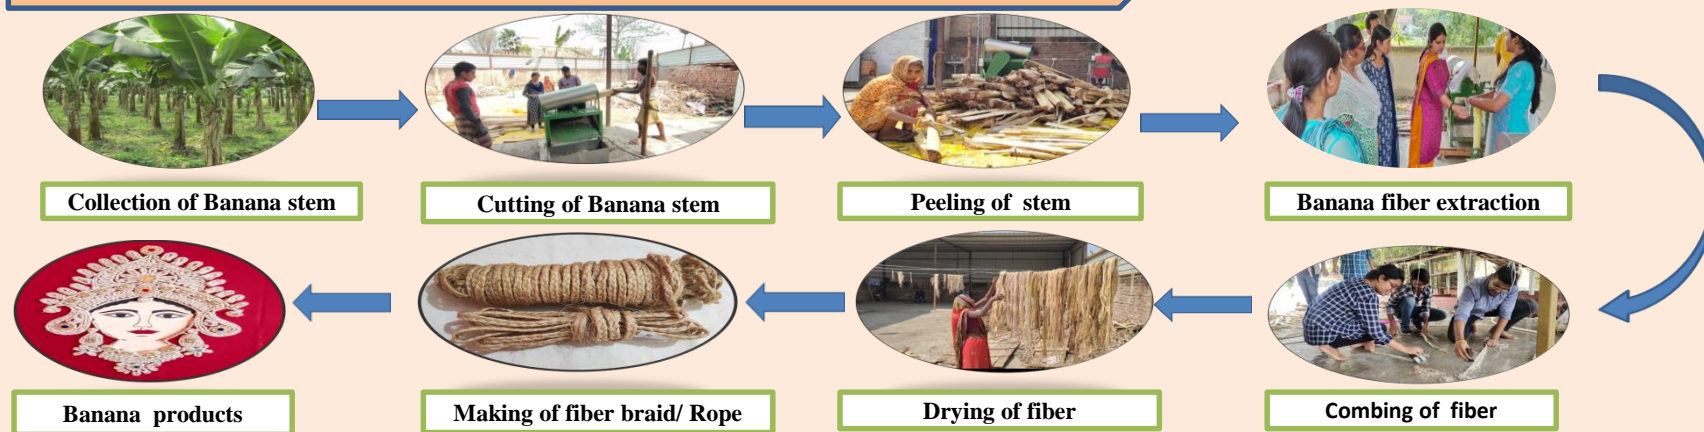 Collection of Banana stem
Cutting of Banana stem
Peeling of stem
Banana fiber extraction
Combing of fiber
Drying of fiber
Making of fiber braid/ Rope
Banana products